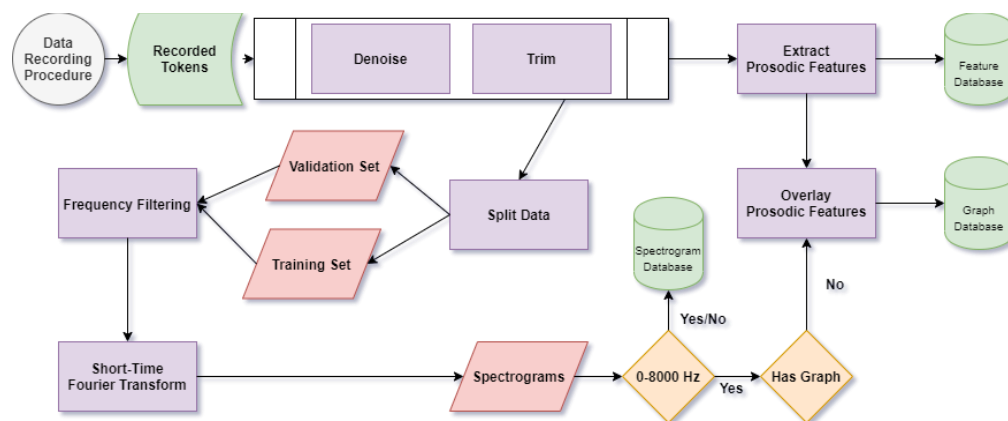 Data
Recording
Procedure
Recorded
Tokens
Denoise
Trim
Extract
Prosodic Features
Feature
Database
Validation Set
Frequency Filtering
Split Data
Training Set
Overlay
Prosodic Features
Graph
Database
Spectrogram
Database
No
Yes/No
Short-Time
Fourier Transform
Spectrograms
0-8000 Hz
Yes
Has Graph